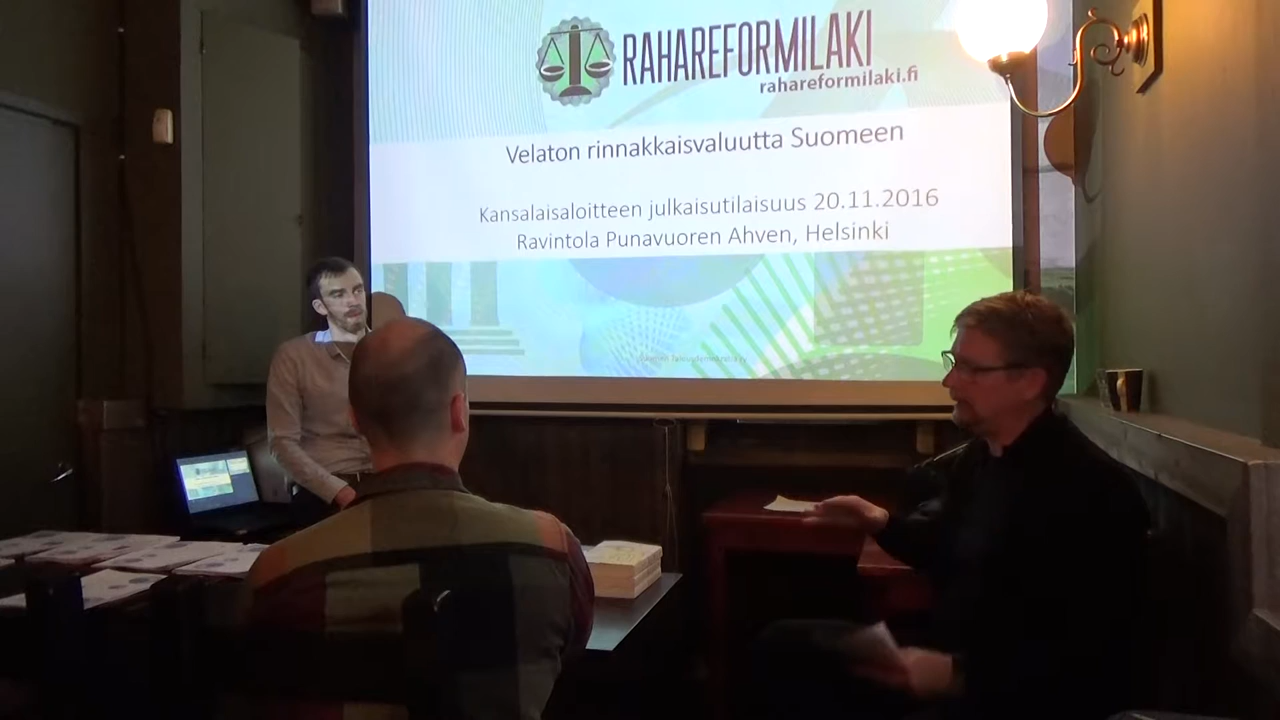 RAHAREFORMILAKI
rahareformilaki.fi
Velaton rinnakkaisvaluutta Suomeen
Kansalaisaloitteen julkaisutilaisuus 20.11.2016
Ravintola Punavuoren Ahven, Helsinki